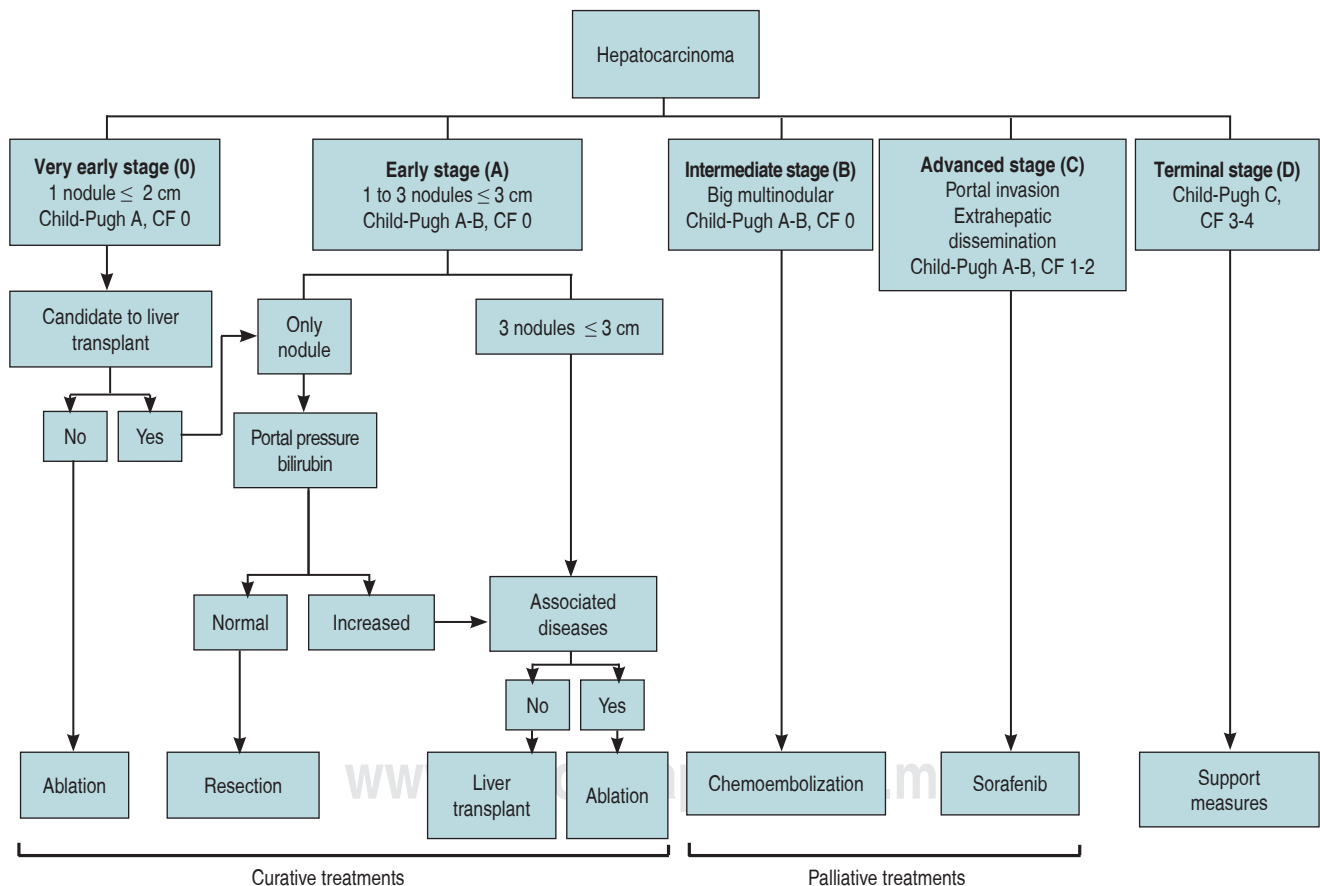 Hepatocarcinoma
Very early stage (0)
1 nodule ≤ 2 cm
Child-Pugh A, CF 0
Early stage (A)
1 to 3 nodules ≤ 3 cm
Child-Pugh A-B, CF 0
Intermediate stage (B)
Big multinodular
Child-Pugh A-B, CF 0
Advanced stage (C)
Portal invasion
Extrahepatic
dissemination
Child-Pugh A-B, CF 1-2
Terminal stage (D)
Child-Pugh C,
CF 3-4
Candidate to liver
transplant
Only
nodule
3 nodules ≤ 3 cm
No
Yes
Portal pressure
bilirubin
Normal
Increased
Associated
diseases
No
Yes
Ablation
Resection
Liver
transplant
Ablation
Chemoembolization
Sorafenib
Support
measures
Curative treatments
Palliative treatments